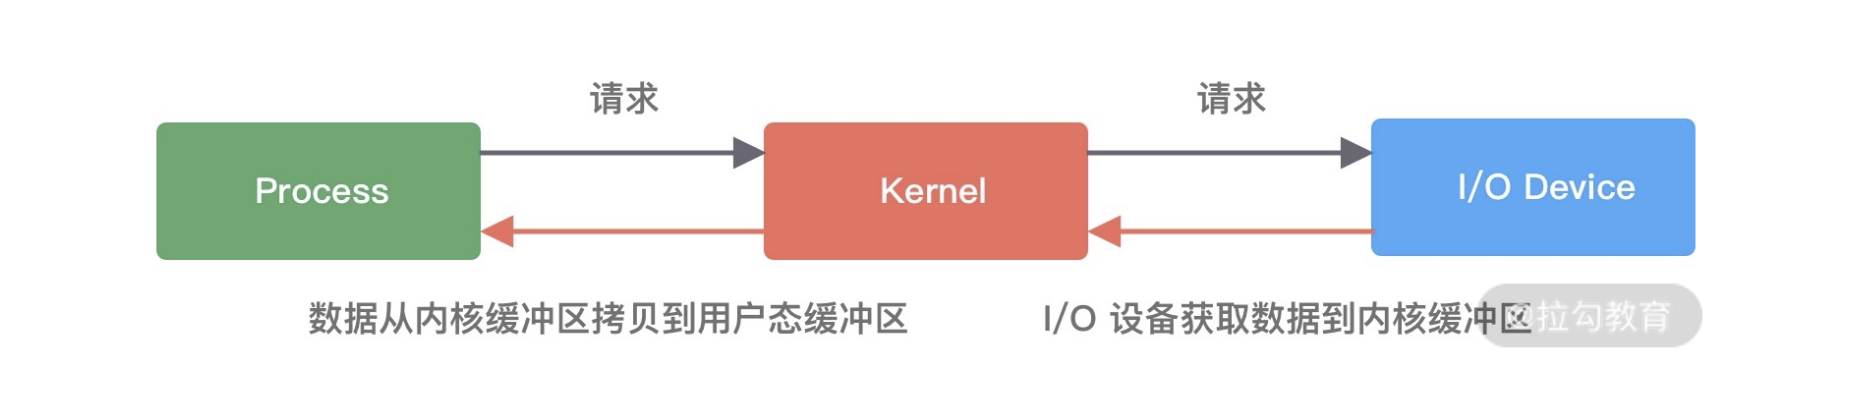 请求
请求
Process
Kernel
I/O Device
数据从内核缓冲区拷贝到用户态缓冲区
I/O 设备获取数据到内核缓冲区
@拉勾教育